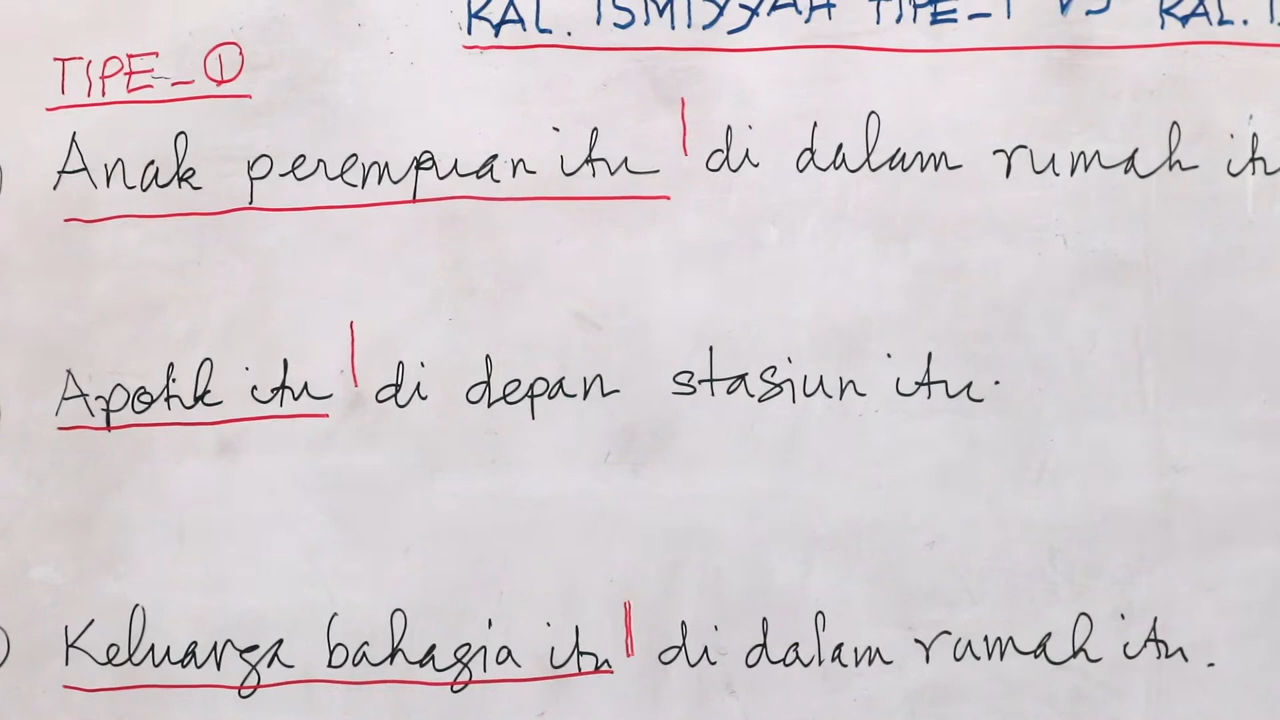 KAL. ISMIYYAH TIPE-1 VS KAL.
TIPE-①
Anak perempuan itu | di dalam rumah
Apotik itu | di depan stasiun itu.
Keluarga bahagia itu | di dalam rumah itu.